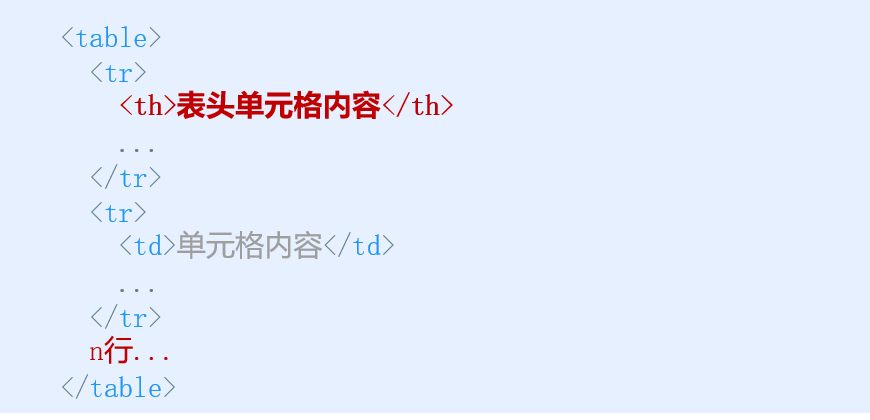 <table>
<tr>
<th>表头单元格内容</th>
...
</tr>
<tr>
<td>单元格内容</td>
...
</tr>
n行...
</table>